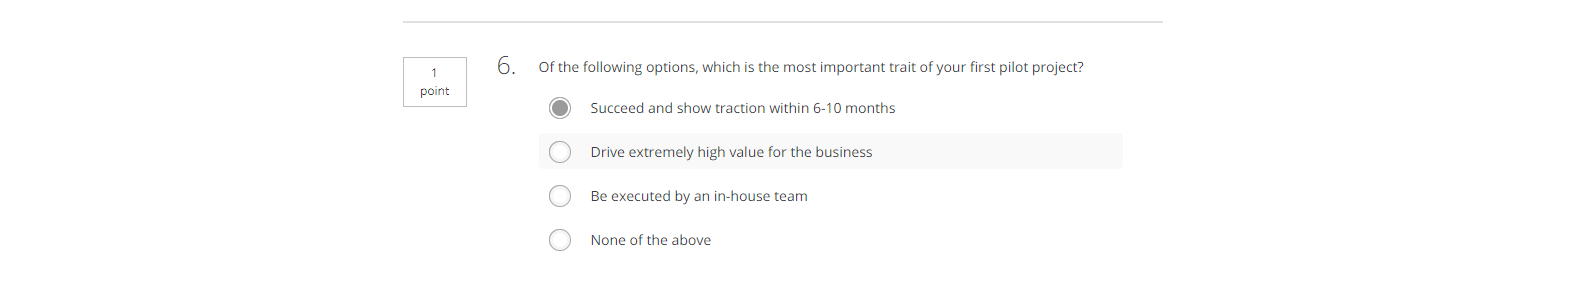 1
point
6.
Of the following options, which is the most important trait of your first pilot project?
Succeed and show traction within 6-10 months
Drive extremely high value for the business
Be executed by an in-house team
None of the above